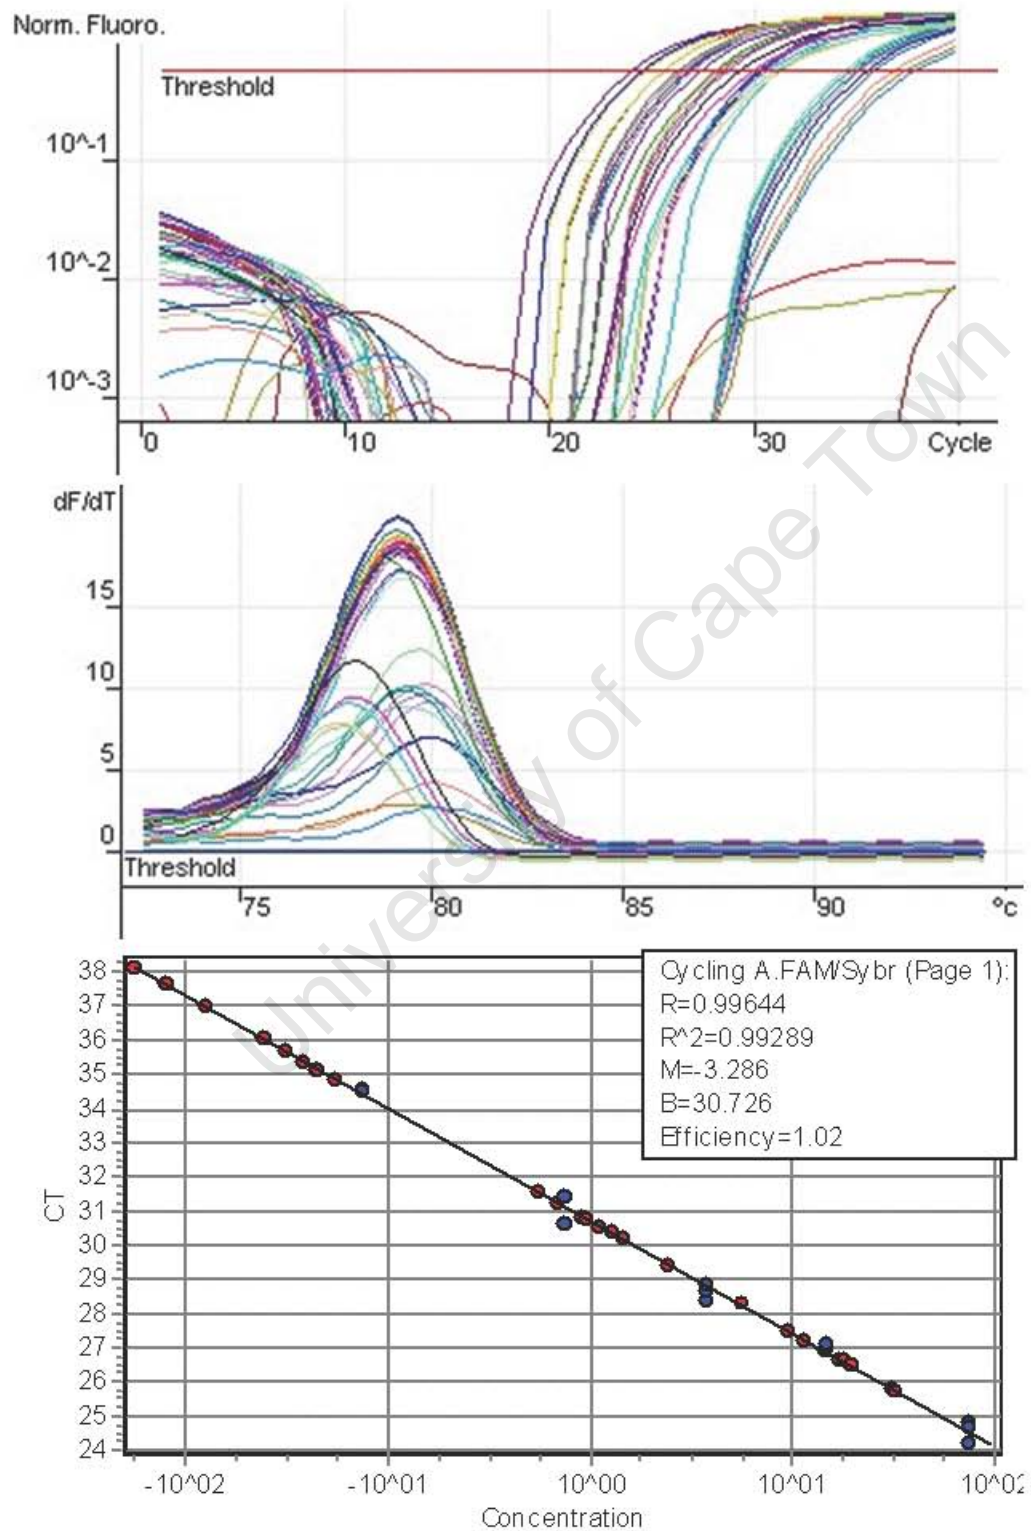 Norm. Fluoro.
Threshold
10^-1
10^-2
10^-3
0 10 20 30 Cycle
dF/dT
15
10
5
0
Threshold
75 80 85 90 °c
University of Cape Town
Cycling A.FAM/Sybr (Page 1):
R=0.99644
R^2=0.99289
M=-3.286
B=30.726
Efficiency=1.02
38
37
36
35
34
33
32
31
30
29
28
27
26
25
24
CT
-10^02 -10^01 10^00 10^01 10^02
Concentration